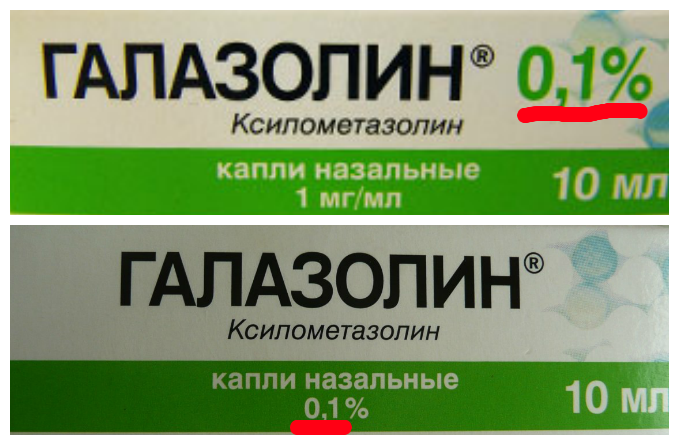 ГАЛАЗОЛИН® 0,1%
Ксилометазолин
капли назальные
1 мг/мл 10 мл
ГАЛАЗОЛИН®
Ксилометазолин
капли назальные
0,1% 10 мл